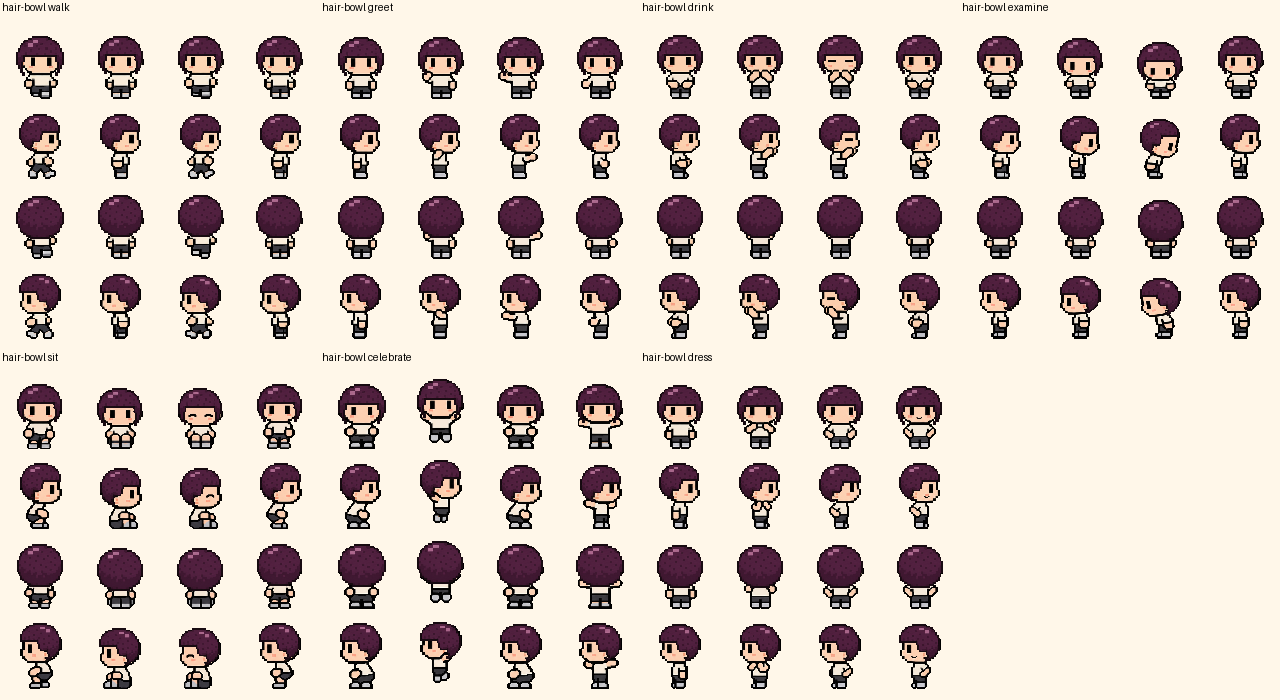 hair-bowl walk
hair-bowl greet
hair-bowl drink
hair-bowl examine
hair-bowl sit
hair-bowl celebrate
hair-bowl dress